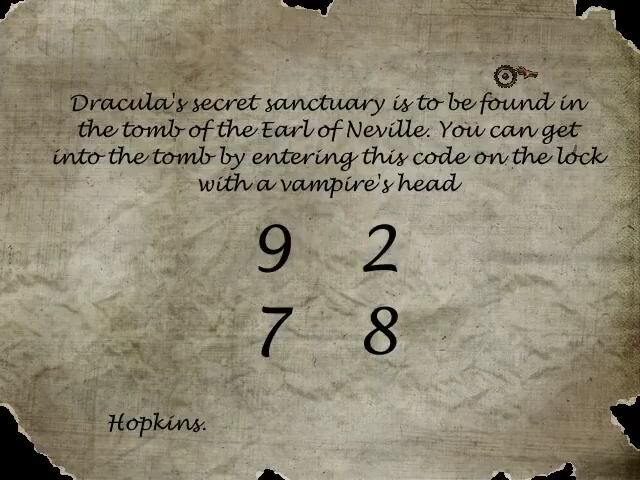 Dracula's secret sanctuary is to be found in
the tomb of the Earl of Neville. You can get
into the tomb by entering this code on the lock
with a vampire's head
9 2
7 8
Hopkins.